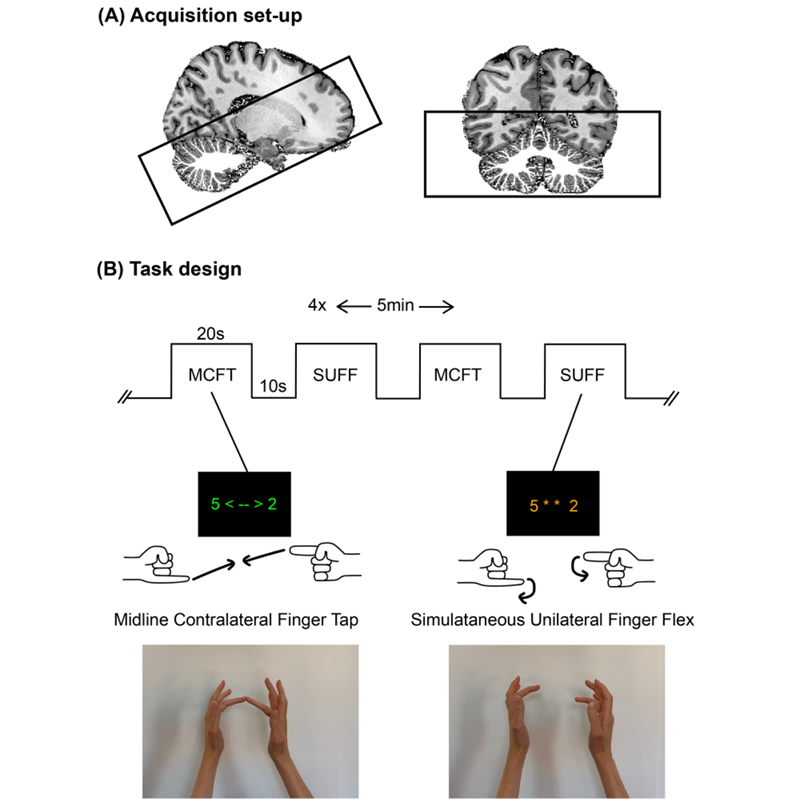 (A) Acquisition set-up
(B) Task design
4x 5min
20s
MCFT 10s SUFF MCFT SUFF
5 < -- > 2 5 * * 2
Midline Contralateral Finger Tap Simulataneous Unilateral Finger Flex